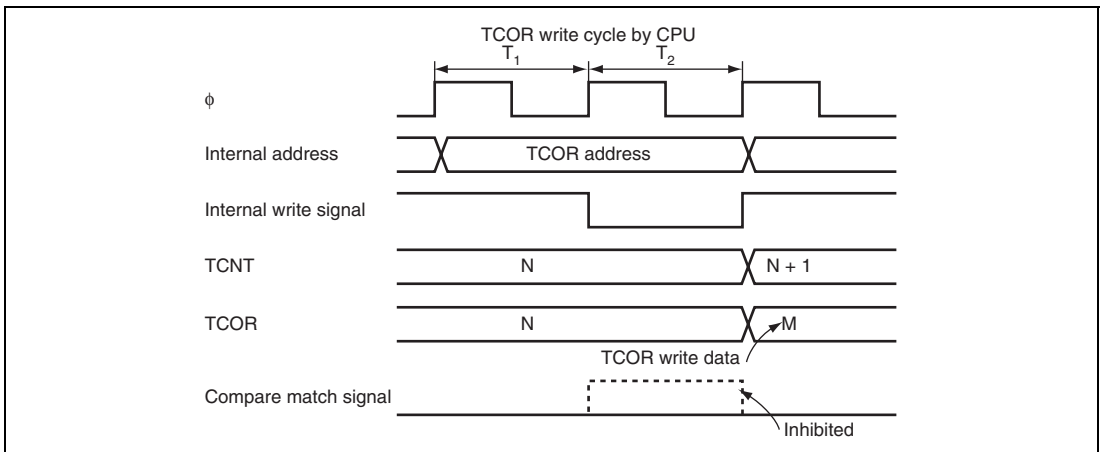 TCOR write cycle by CPU
T1 T2
φ
Internal address TCOR address
Internal write signal
TCNT N N + 1
TCOR N M
TCOR write data
Compare match signal
Inhibited